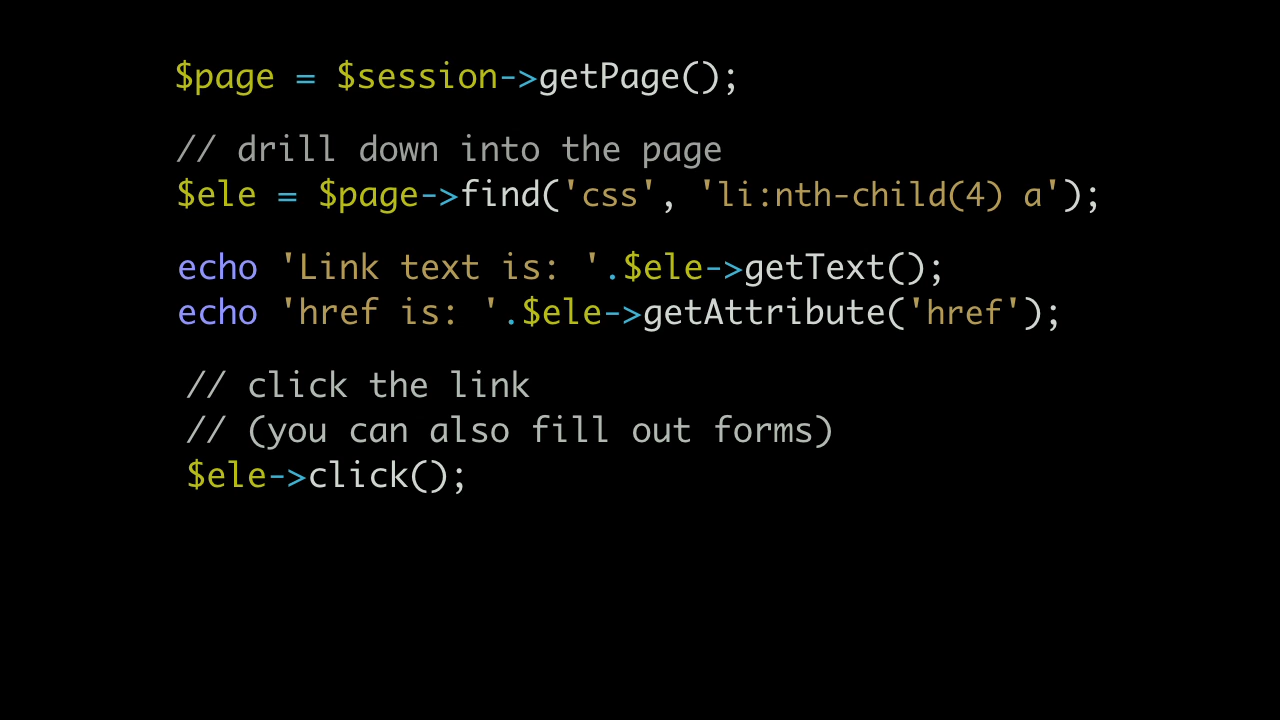 $page = $session->getPage();
// drill down into the page
$ele = $page->find('css', 'li:nth-child(4) a');
echo 'Link text is: '.$ele->getText();
echo 'href is: '.$ele->getAttribute('href');
// click the link
// (you can also fill out forms)
$ele->click();